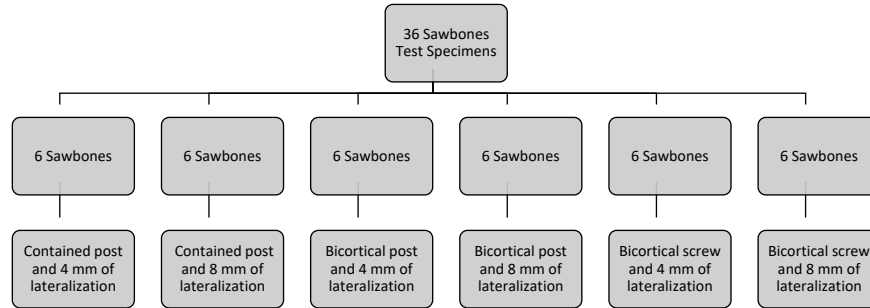 36 Sawbones
Test Specimens
6 Sawbones
6 Sawbones
6 Sawbones
6 Sawbones
6 Sawbones
6 Sawbones
Contained post
and 4 mm of
lateralization
Contained post
and 8 mm of
lateralization
Bicortical post
and 4 mm of
lateralization
Bicortical post
and 8 mm of
lateralization
Bicortical screw
and 4 mm of
lateralization
Bicortical screw
and 8 mm of
lateralization